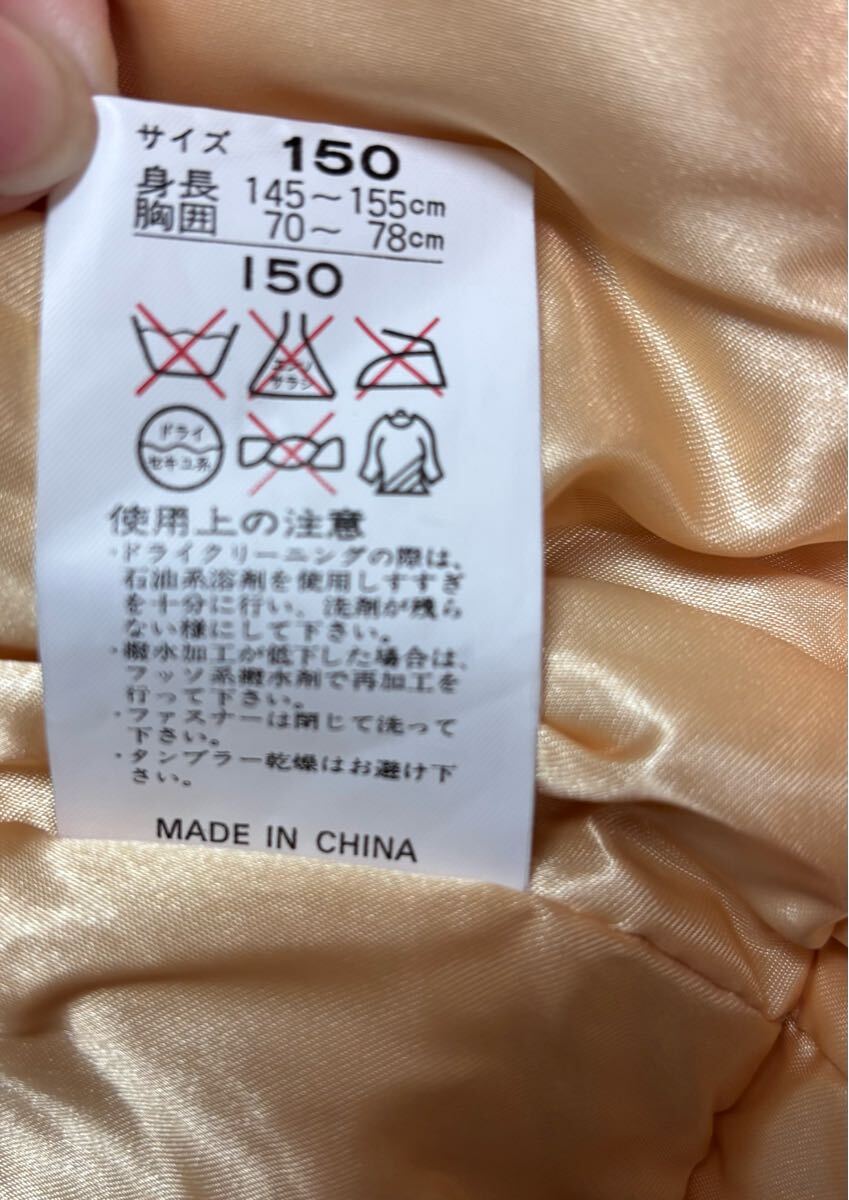 サイズ 150
身長 145～155cm
胸囲 70～ 78cm
150
エンソ
サラシ
ドライ
セキユ系
使用上の注意
・ドライクリーニングの際は、
石油系溶剤を使用しすすぎ
を十分に行い、洗剤が残ら
ない様にして下さい。
・撥水加工が低下した場合は、
フッソ系撥水剤で再加工を
行って下さい。
・ファスナーは閉じて洗って
下さい。
・タンブラー乾燥はお避け下
さい。
MADE IN CHINA